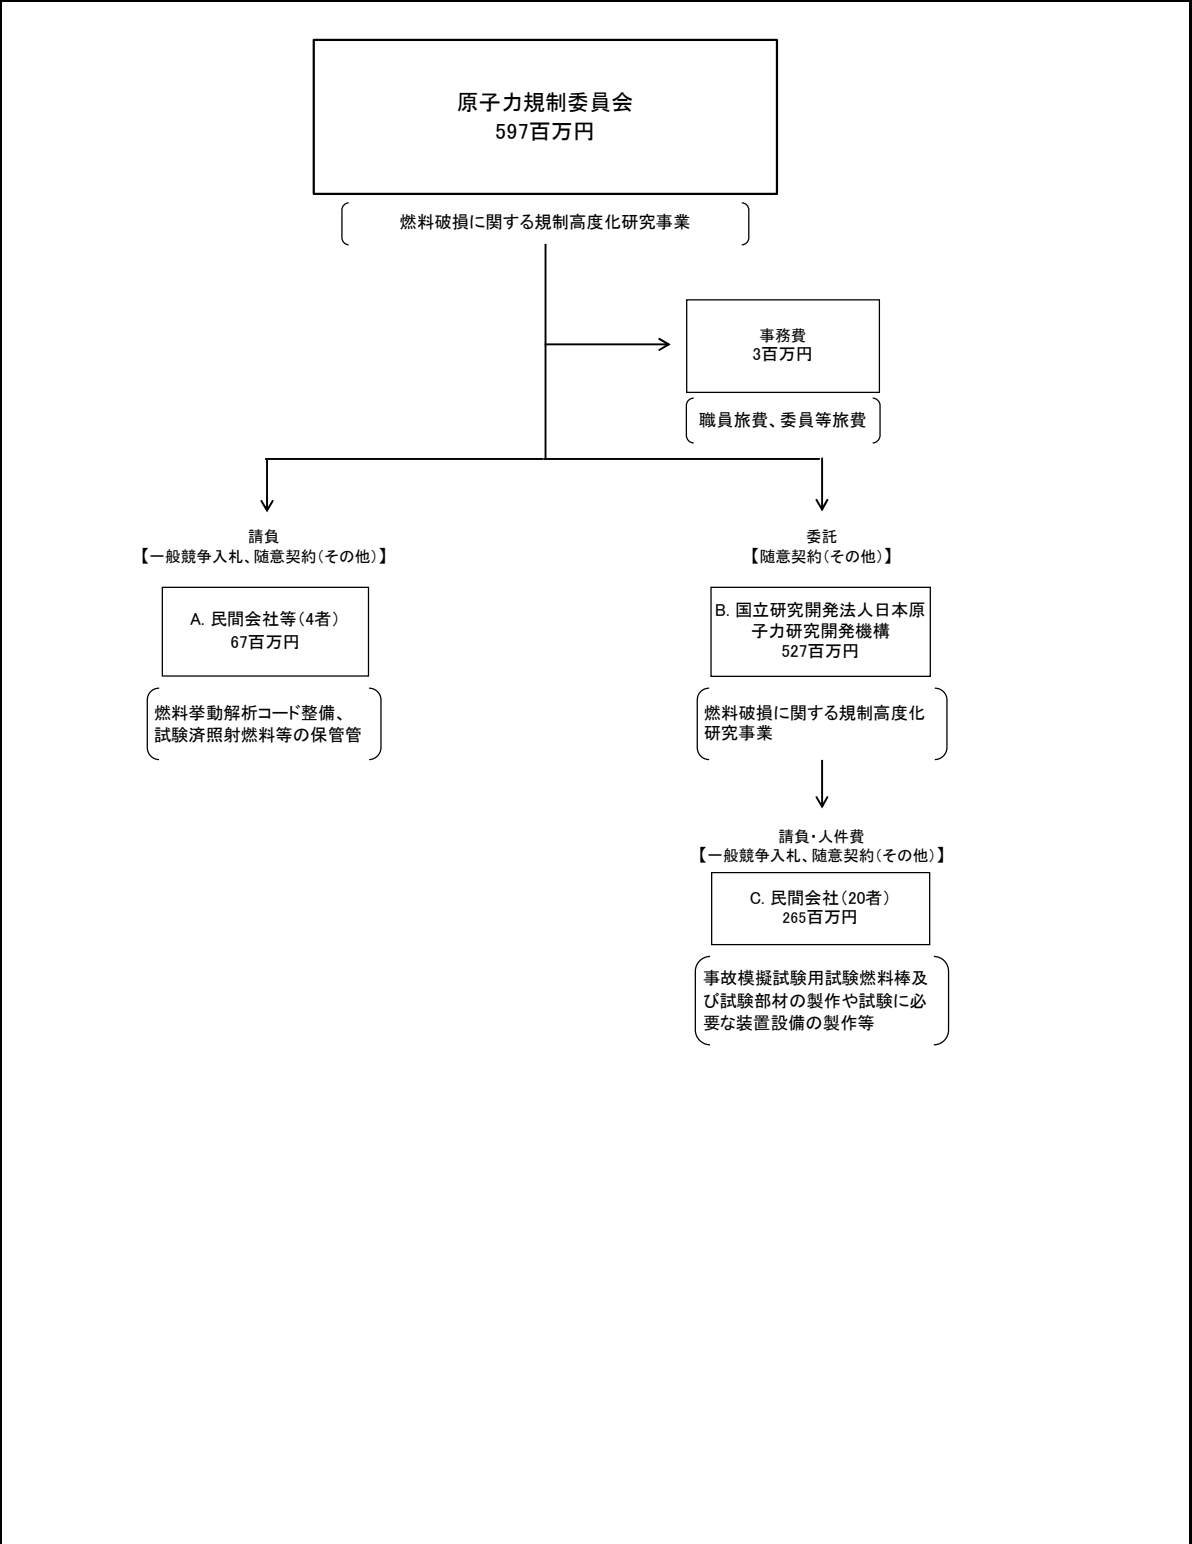 原子力規制委員会
597百万円
燃料破損に関する規制高度化研究事業
事務費
3百万円
職員旅費、委員等旅費
請負
【一般競争入札、随意契約(その他)】
A. 民間会社等(4者)
67百万円
燃料挙動解析コード整備、
試験済照射燃料等の保管管
委託
【随意契約(その他)】
B. 国立研究開発法人日本原
子力研究開発機構
527百万円
燃料破損に関する規制高度化
研究事業
請負・人件費
【一般競争入札、随意契約(その他)】
C. 民間会社(20者)
265百万円
事故模擬試験用試験燃料棒及
び試験部材の製作や試験に必
要な装置設備の製作等